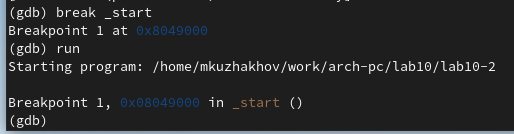 (gdb) break _start
Breakpoint 1 at 0x8049000
(gdb) run
Starting program: /home/mkuzhakhov/work/arch-pc/lab10/lab10-2

Breakpoint 1, 0x08049000 in _start ()
(gdb)